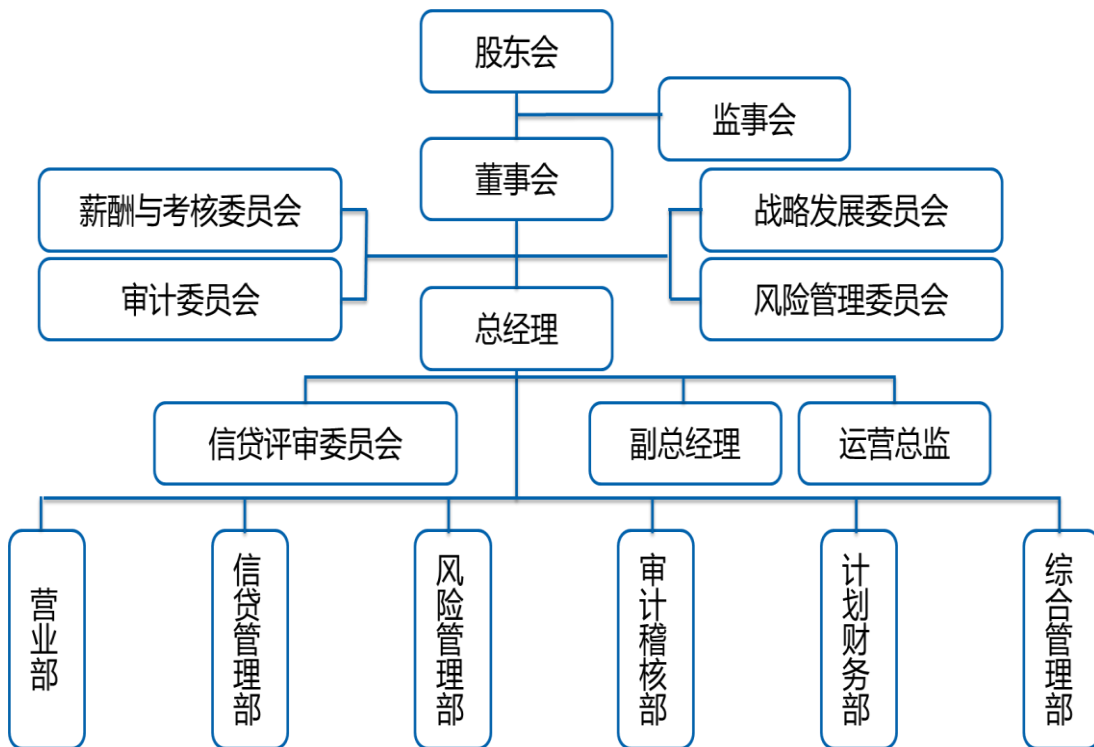 股东会
监事会
董事会
薪酬与考核委员会
战略发展委员会
审计委员会
风险管理委员会
总经理
信贷评审委员会
副总经理
运营总监
营业部
信贷管理部
风险管理部
审计稽核部
计划财务部
综合管理部